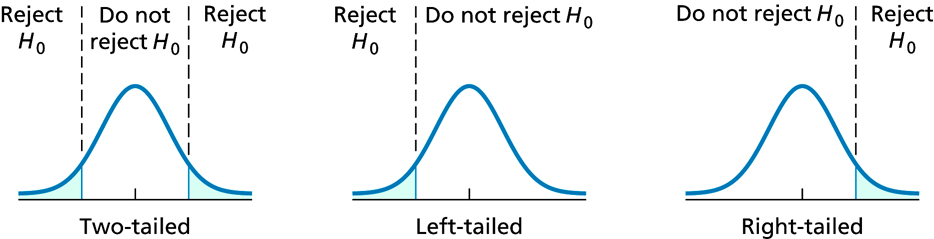 Reject
H₀
Do not
reject H₀
Reject
H₀
Two-tailed
Reject
H₀
Do not reject H₀
Left-tailed
Do not reject H₀
Reject
H₀
Right-tailed